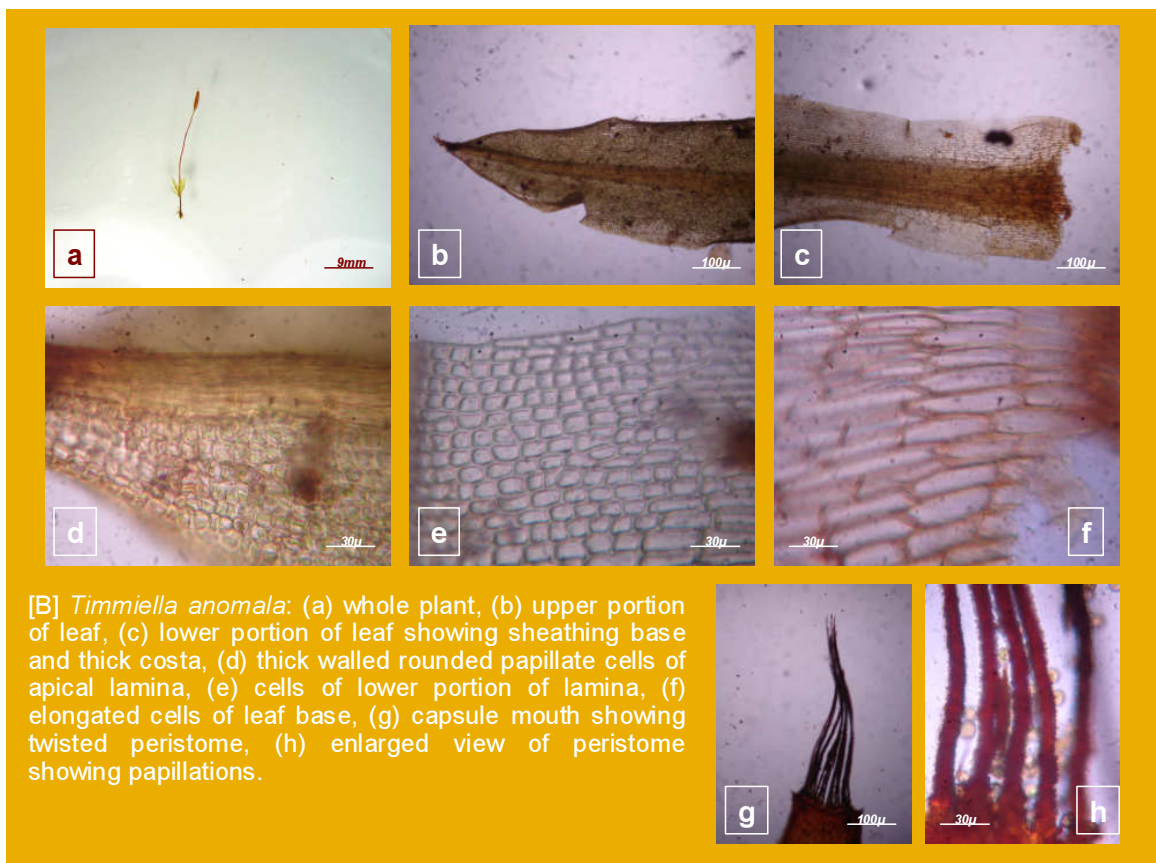 a
9mm
b
100µ
c
100µ
d
30µ
e
30µ
f
30µ
[B] Timmiella anomala: (a) whole plant, (b) upper portion
of leaf, (c) lower portion of leaf showing sheathing base
and thick costa, (d) thick walled rounded papillate cells of
apical lamina, (e) cells of lower portion of lamina, (f)
elongated cells of leaf base, (g) capsule mouth showing
twisted peristome, (h) enlarged view of peristome
showing papillations.
g
100µ
h
30µ